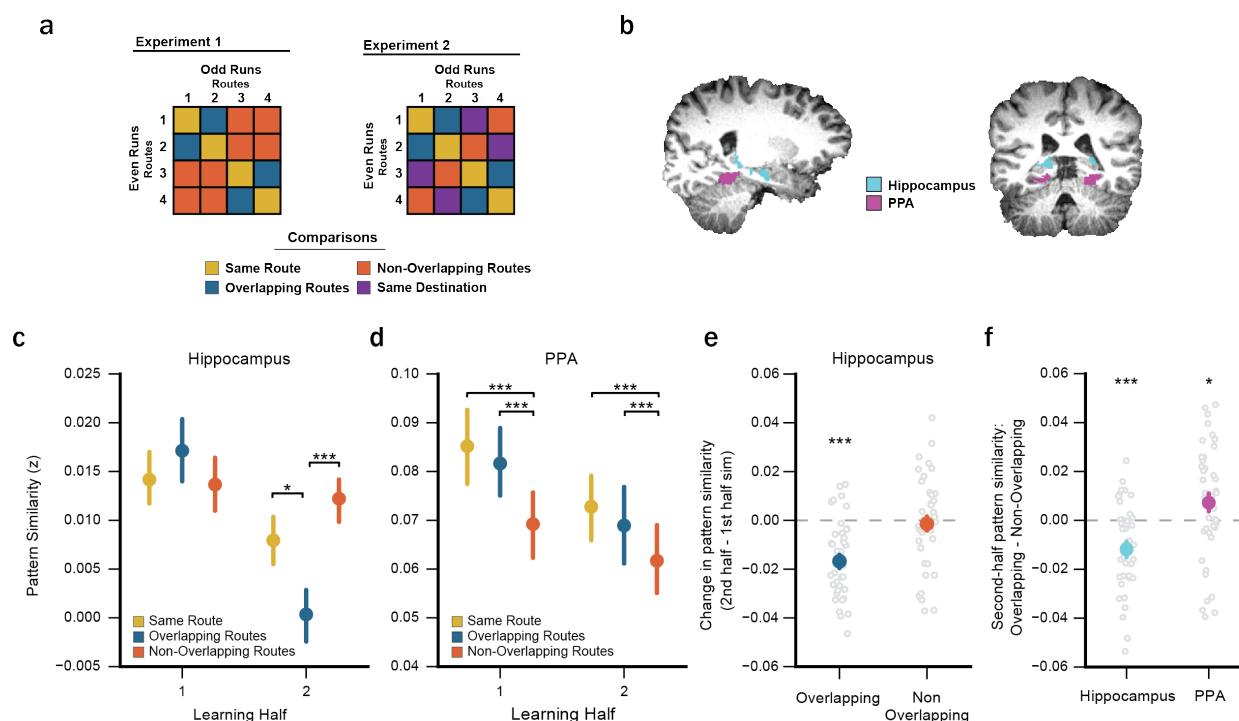 a
Experiment 1
Odd Runs
Routes
1 2 3 4
Even Runs
Routes
1
2
3
4
Experiment 2
Odd Runs
Routes
1 2 3 4
Even Runs
Routes
1
2
3
4
Comparisons
Same Route
Non-Overlapping Routes
Overlapping Routes
Same Destination
b
Hippocampus
PPA
c
Hippocampus
Pattern Similarity (z)
0.025
0.020
0.015
0.010
0.005
0.000
−0.005
*
***
Same Route
Overlapping Routes
Non-Overlapping Routes
1 2
Learning Half
d
PPA
0.10
0.09
0.08
0.07
0.06
0.05
0.04
***
***
***
***
Same Route
Overlapping Routes
Non-Overlapping Routes
1 2
Learning Half
e
Hippocampus
Change in pattern similarity
(2nd half - 1st half sim)
0.06
0.04
0.02
0.00
−0.02
−0.04
−0.06
***
Overlapping
Non
Overlapping
f
Second-half pattern similarity:
Overlapping - Non-Overlapping
0.06
0.04
0.02
0.00
−0.02
−0.04
−0.06
***
*
Hippocampus
PPA